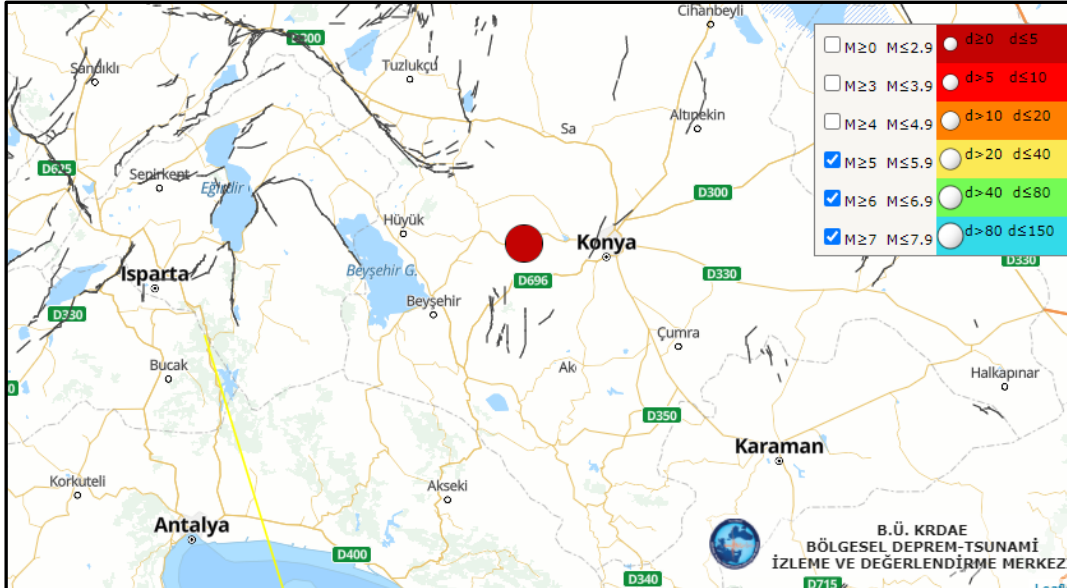 Cihanbeyli
D200
Sandıklı
Tuzlukçu
Altınekin
Sa
D625
Senirkent
Eğirdir
D300
Hüyük
Konya
Beyşehir G.
Isparta
D696
D330
D330
D330
Beyşehir
Çumra
Bucak
Ak
Halkapınar
0
D350
Karaman
Korkuteli
Akseki
Antalya
D400
D340
D715
M≥0 M≤2.9 d≥0 d≤5
M≥3 M≤3.9 d>5 d≤10
M≥4 M≤4.9 d>10 d≤20
M≥5 M≤5.9 d>20 d≤40
M≥6 M≤6.9 d>40 d≤80
M≥7 M≤7.9 d>80 d≤150
B.Ü. KRDAE
BÖLGESEL DEPREM-TSUNAMİ
İZLEME VE DEĞERLENDİRME MERKEZ